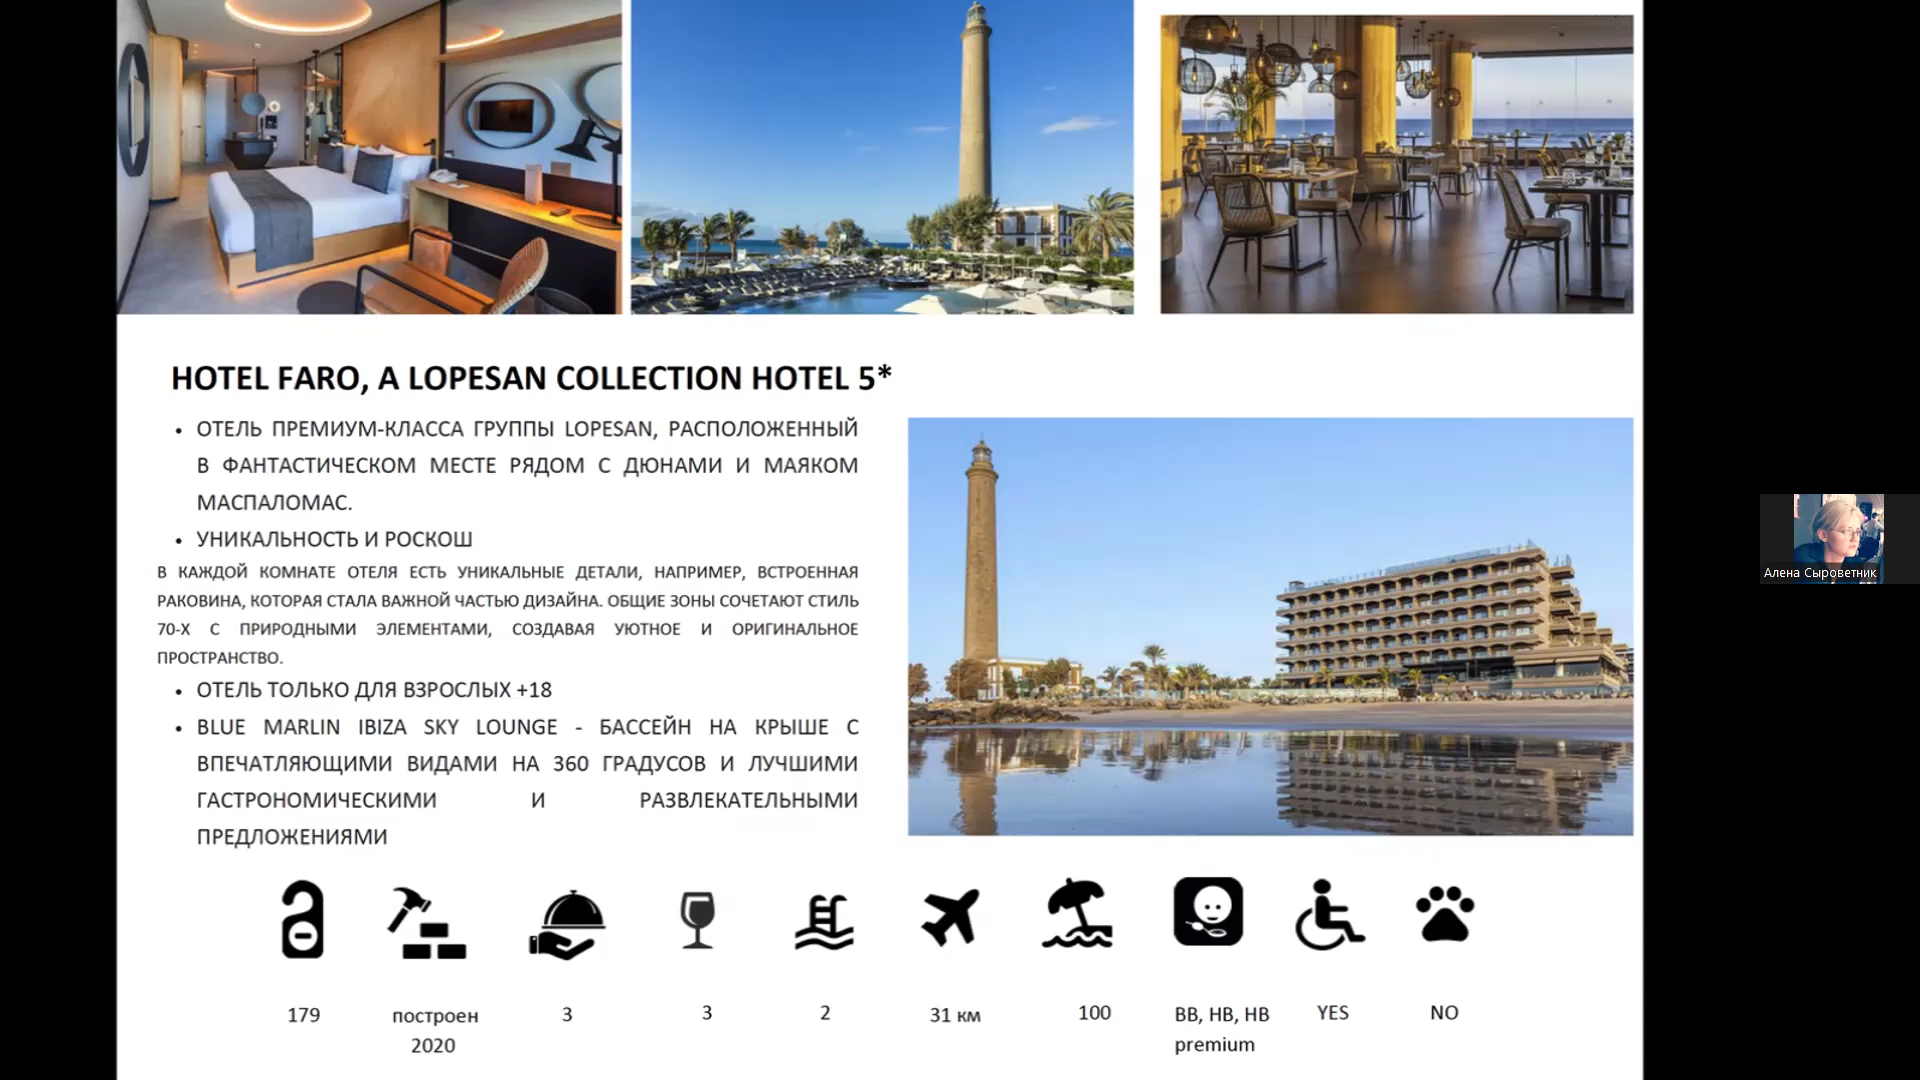 HOTEL FARO, A LOPESAN COLLECTION HOTEL 5*
• ОТЕЛЬ ПРЕМИУМ-КЛАССА ГРУППЫ LOPESAN, РАСПОЛОЖЕННЫЙ
В ФАНТАСТИЧЕСКОМ МЕСТЕ РЯДОМ С ДЮНАМИ И МАЯКОМ
МАСПАЛОМАС.
• УНИКАЛЬНОСТЬ И РОСКОШ
В КАЖДОЙ КОМНАТЕ ОТЕЛЯ ЕСТЬ УНИКАЛЬНЫЕ ДЕТАЛИ, НАПРИМЕР, ВСТРОЕННАЯ
РАКОВИНА, КОТОРАЯ СТАЛА ВАЖНОЙ ЧАСТЬЮ ДИЗАЙНА. ОБЩИЕ ЗОНЫ СОЧЕТАЮТ СТИЛЬ
70-Х С ПРИРОДНЫМИ ЭЛЕМЕНТАМИ, СОЗДАВАЯ УЮТНОЕ И ОРИГИНАЛЬНОЕ
ПРОСТРАНСТВО.
• ОТЕЛЬ ТОЛЬКО ДЛЯ ВЗРОСЛЫХ +18
• BLUE MARLIN IBIZA SKY LOUNGE - БАССЕЙН НА КРЫШЕ С
ВПЕЧАТЛЯЮЩИМИ ВИДАМИ НА 360 ГРАДУСОВ И ЛУЧШИМИ
ГАСТРОНОМИЧЕСКИМИ И РАЗВЛЕКАТЕЛЬНЫМИ
ПРЕДЛОЖЕНИЯМИ
Алена Сыроветник
179
построен
2020
3
3
2
31 км
100
BB, HB, HB
premium
YES
NO